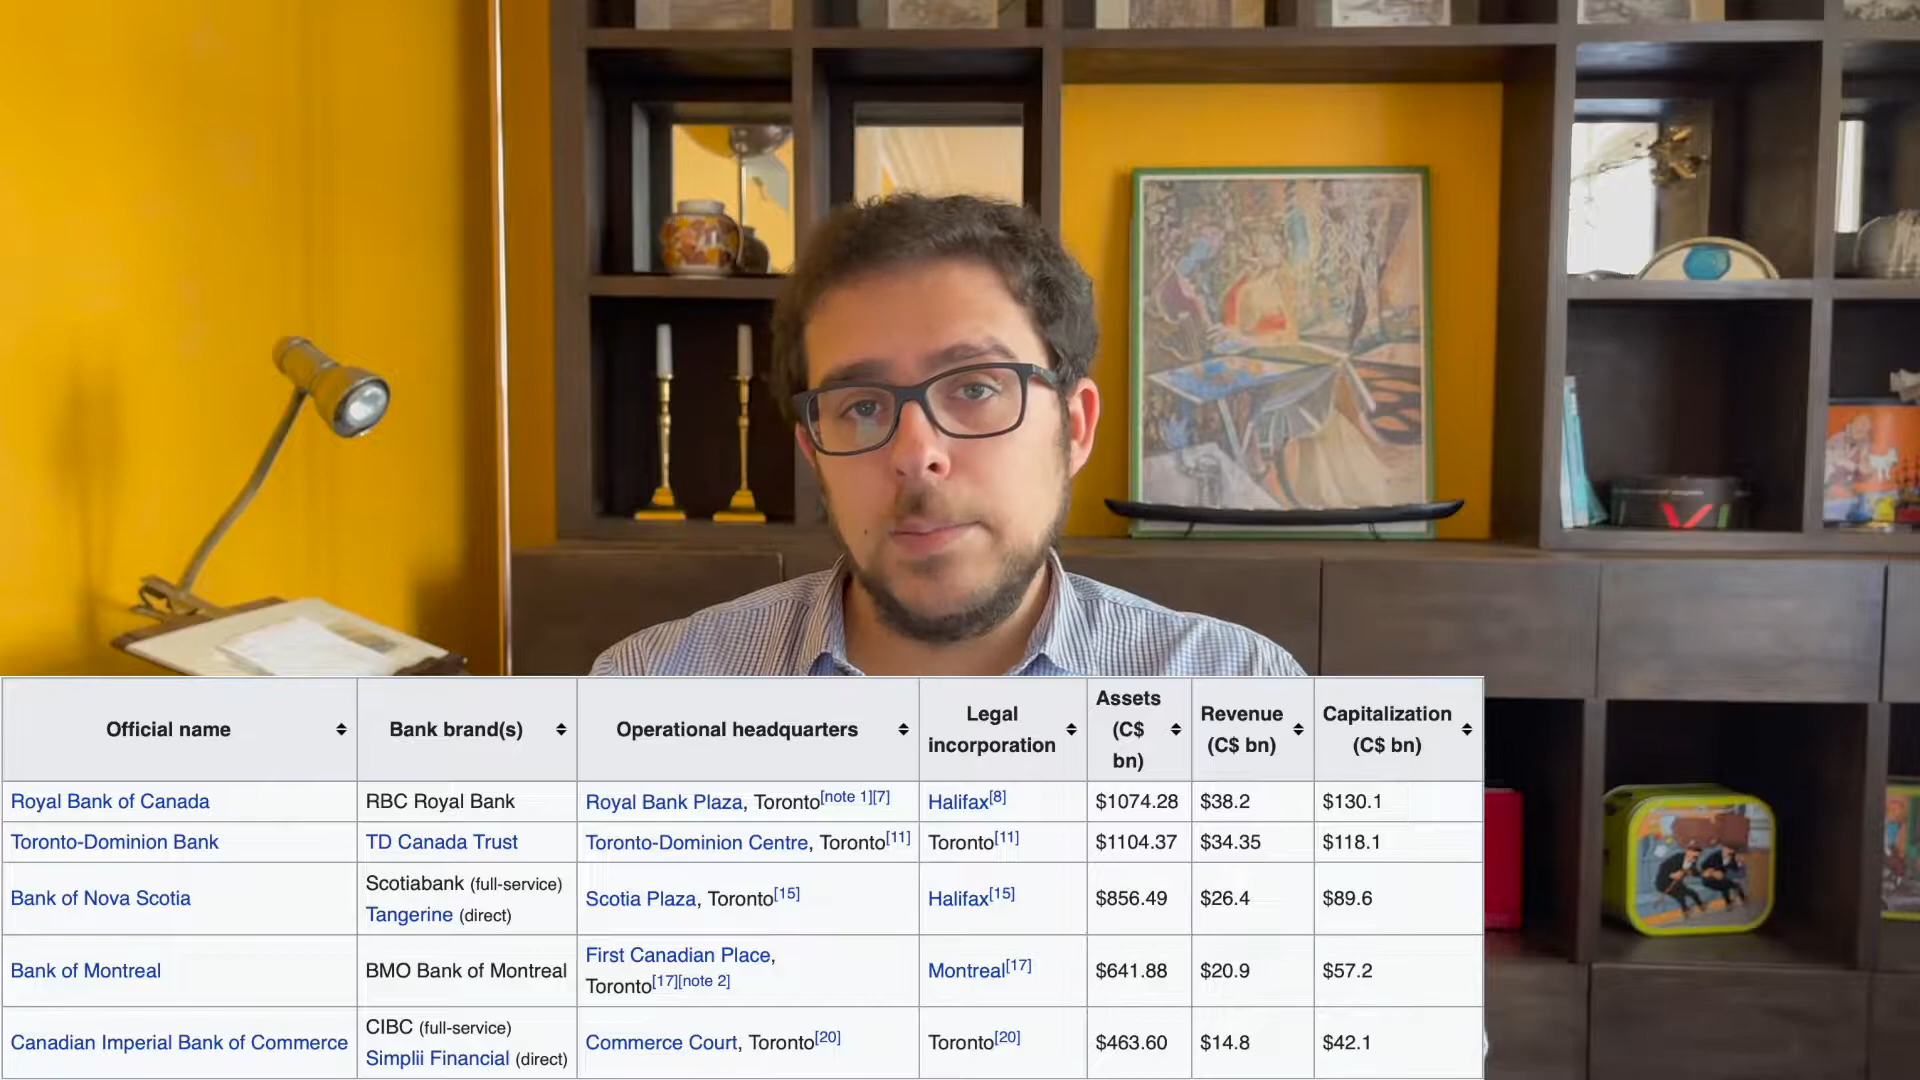 Official name
Bank brand(s)
Operational headquarters
Legal
incorporation
Assets
(C$
bn)
Revenue
(C$ bn)
Capitalization
(C$ bn)
Royal Bank of Canada
RBC Royal Bank
Royal Bank Plaza, Toronto[note 1][7]
Halifax[8]
$1074.28
$38.2
$130.1
Toronto-Dominion Bank
TD Canada Trust
Toronto-Dominion Centre, Toronto[11]
Toronto[11]
$1104.37
$34.35
$118.1
Bank of Nova Scotia
Scotiabank (full-service)
Tangerine (direct)
Scotia Plaza, Toronto[15]
Halifax[15]
$856.49
$26.4
$89.6
Bank of Montreal
BMO Bank of Montreal
First Canadian Place,
Toronto[17][note 2]
Montreal[17]
$641.88
$20.9
$57.2
Canadian Imperial Bank of Commerce
CIBC (full-service)
Simplii Financial (direct)
Commerce Court, Toronto[20]
Toronto[20]
$463.60
$14.8
$42.1